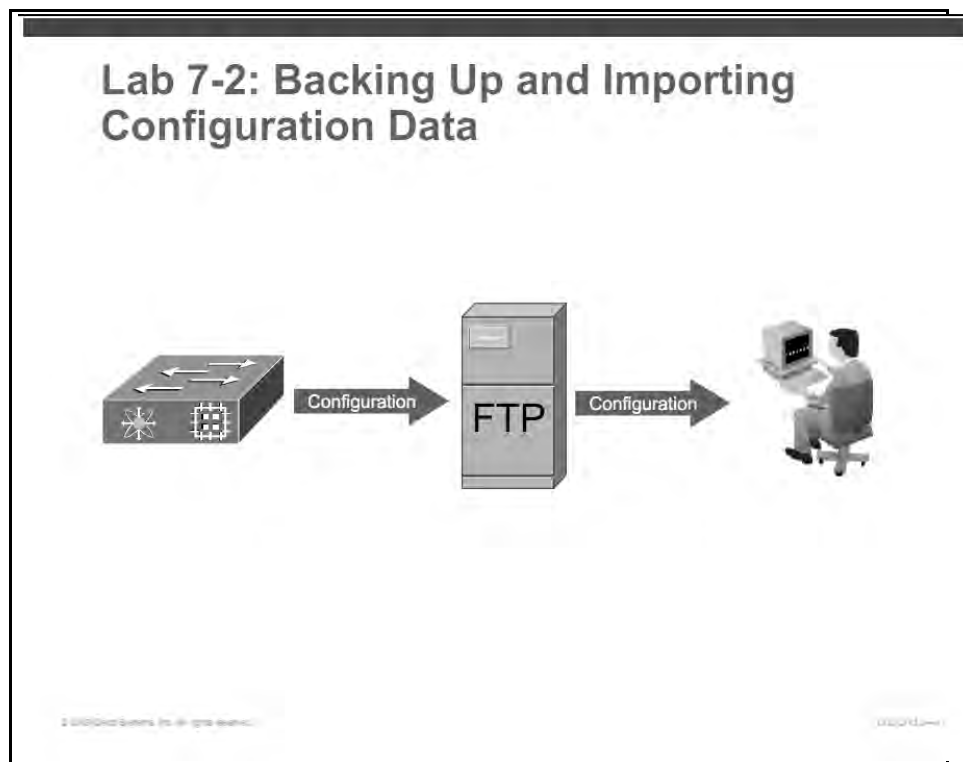 Lab 7-2: Backing Up and Importing
Configuration Data
Configuration
FTP
Configuration